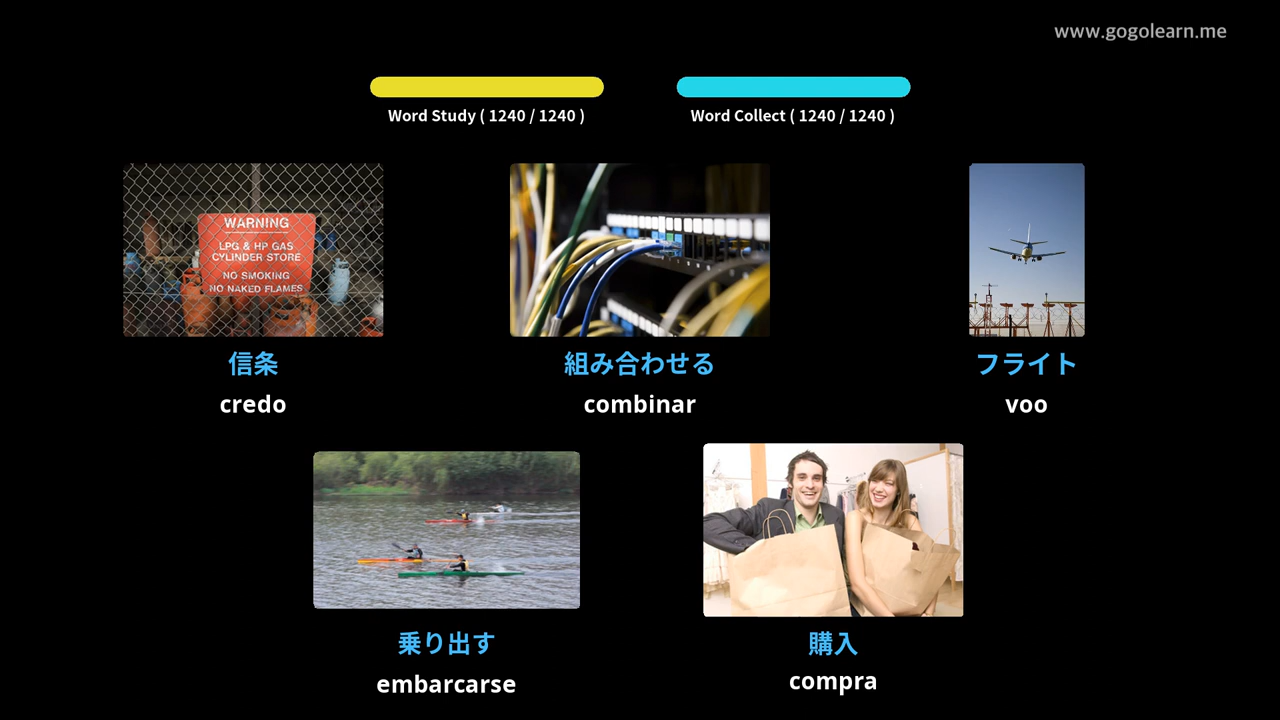 www.gogolearn.me
Word Study ( 1240 / 1240 )
Word Collect ( 1240 / 1240 )
WARNING
LPG & HP GAS
CYLINDER STORE
NO SMOKING
NO NAKED FLAMES
信条
credo
組み合わせる
combinar
フライト
voo
乗り出す
embarcarse
購入
compra